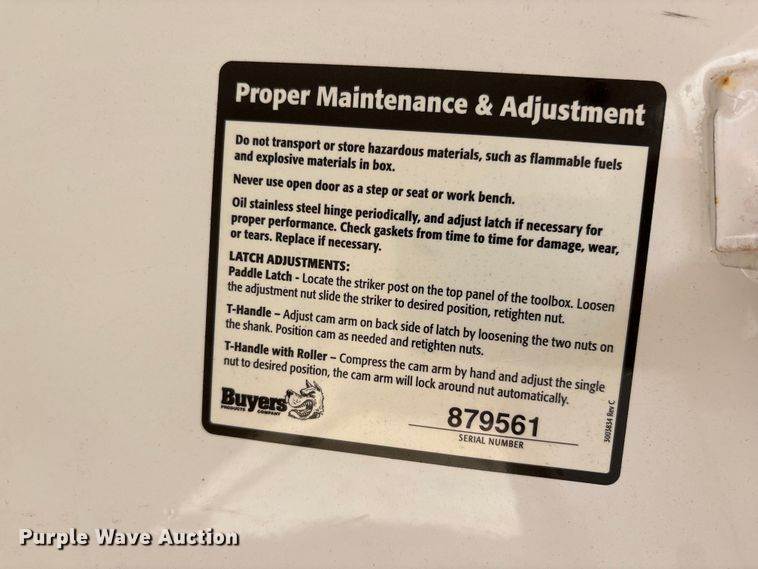 Proper Maintenance & Adjustment
Do not transport or store hazardous materials, such as flammable fuels
and explosive materials in box.
Never use open door as a step or seat or work bench.
Oil stainless steel hinge periodically, and adjust latch if necessary for
proper performance. Check gaskets from time to time for damage, wear,
or tears. Replace if necessary.
LATCH ADJUSTMENTS:
Paddle Latch - Locate the striker post on the top panel of the toolbox. Loosen
the adjustment nut slide the striker to desired position, retighten nut.
T-Handle – Adjust cam arm on back side of latch by loosening the two nuts on
the shank. Position cam as needed and retighten nuts.
T-Handle with Roller – Compress the cam arm by hand and adjust the single
nut to desired position, the cam arm will lock around nut automatically.
Buyers
PRODUCTS COMPANY
879561
SERIAL NUMBER
3003834 Rev C
Purple Wave Auction